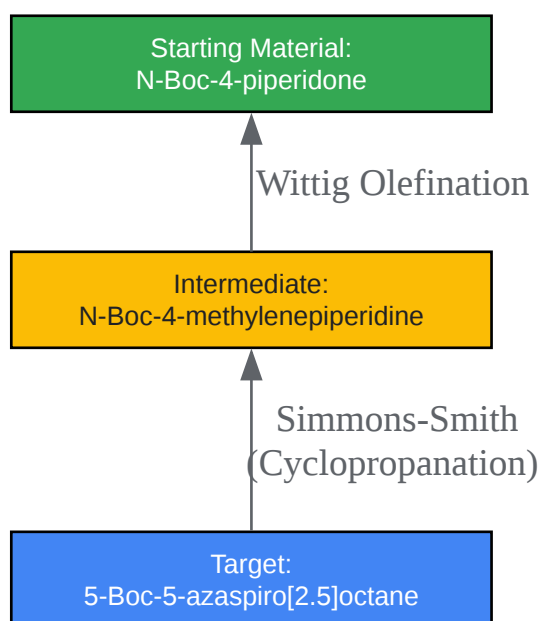 Starting Material:
N-Boc-4-piperidone
Wittig Olefination
Intermediate:
N-Boc-4-methylenepiperidine
Simmons-Smith
(Cyclopropanation)
Target:
5-Boc-5-azaspiro[2.5]octane